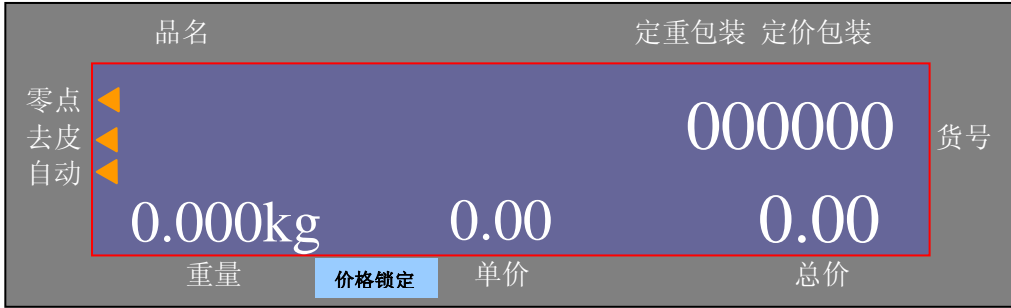 品名 定重包装 定价包装
零点
000000
去皮 货号
自动
0.000kg 0.00 0.00
重量 价格锁定 单价 总价